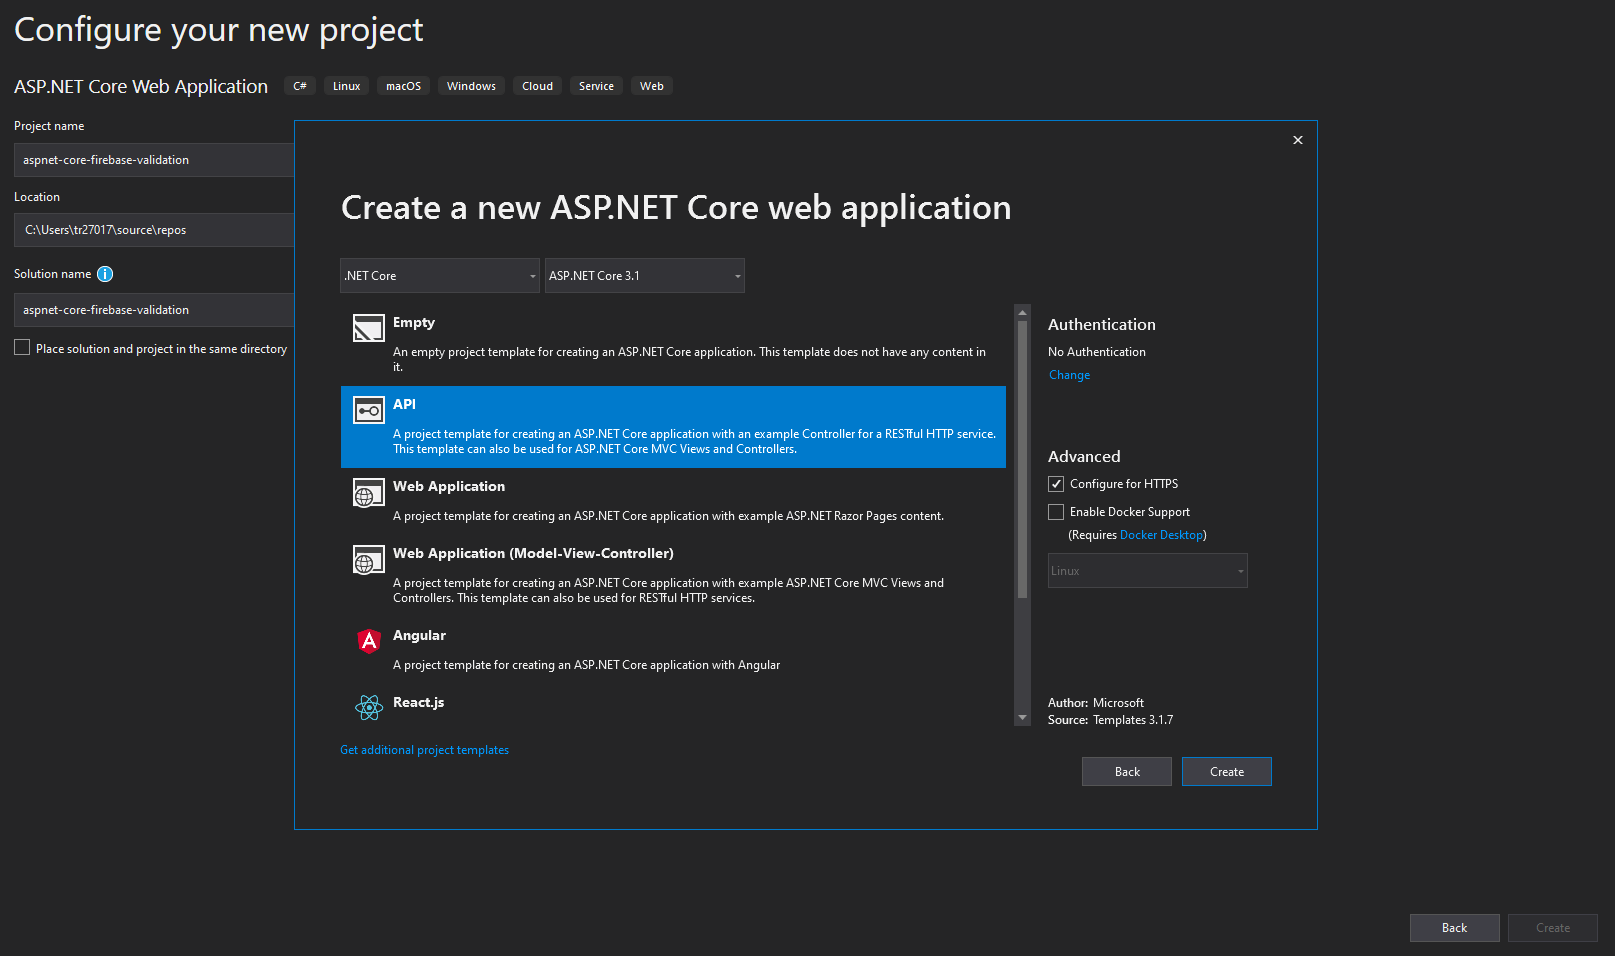 Configure your new project
ASP.NET Core Web Application C# Linux macOS Windows Cloud Service Web
Project name
aspnet-core-firebase-validation
Location
C:\Users\tr27017\source\repos
Solution name
aspnet-core-firebase-validation
Place solution and project in the same directory
Create a new ASP.NET Core web application
.NET Core
ASP.NET Core 3.1
Empty
An empty project template for creating an ASP.NET Core application. This template does not have any content in
it.
API
A project template for creating an ASP.NET Core application with an example Controller for a RESTful HTTP service.
This template can also be used for ASP.NET Core MVC Views and Controllers.
Web Application
A project template for creating an ASP.NET Core application with example ASP.NET Razor Pages content.
Web Application (Model-View-Controller)
A project template for creating an ASP.NET Core application with example ASP.NET Core MVC Views and
Controllers. This template can also be used for RESTful HTTP services.
Angular
A project template for creating an ASP.NET Core application with Angular
React.js
Get additional project templates
Authentication
No Authentication
Change
Advanced
Configure for HTTPS
Enable Docker Support
(Requires Docker Desktop)
Linux
Author: Microsoft
Source: Templates 3.1.7
Back
Create
Back
Create